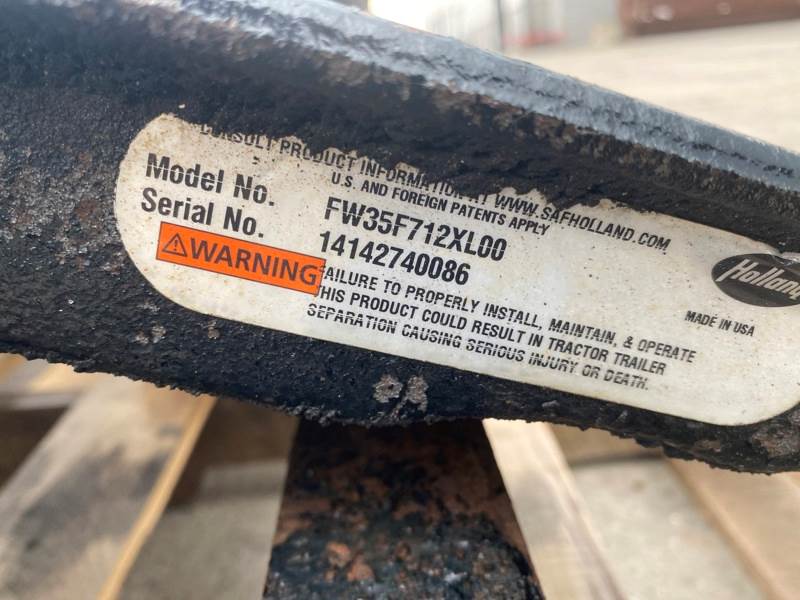 CONSULT PRODUCT INFORMATION AT WWW.SAFHOLLAND.COM
U.S. AND FOREIGN PATENTS APPLY
Model No. FW35F712XL00
Serial No. 14142740086
⚠WARNING
FAILURE TO PROPERLY INSTALL, MAINTAIN, & OPERATE
THIS PRODUCT COULD RESULT IN TRACTOR TRAILER
SEPARATION CAUSING SERIOUS INJURY OR DEATH.
Holland
MADE IN USA
PA